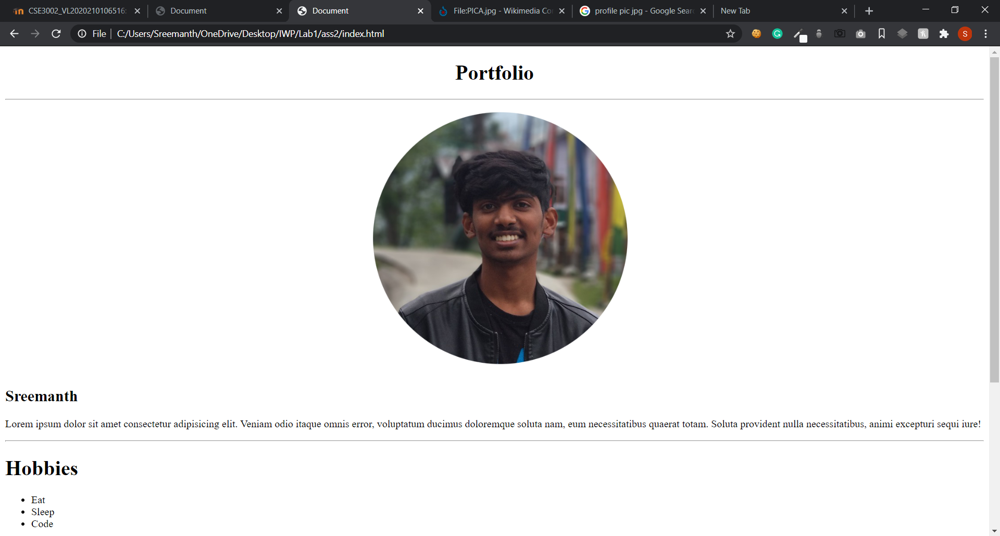 CSE3002_VL2020210106516:
Document
Document
File:PICA.jpg - Wikimedia Co
profile pic jpg - Google Sear
New Tab
File
C:/Users/Sreemanth/OneDrive/Desktop/IWP/Lab1/ass2/index.html
S
Portfolio
Sreemanth
Lorem ipsum dolor sit amet consectetur adipisicing elit. Veniam odio itaque omnis error, voluptatum ducimus doloremque soluta nam, eum necessitatibus quaerat totam. Soluta provident nulla necessitatibus, animi excepturi sequi iure!
Hobbies
• Eat
• Sleep
• Code